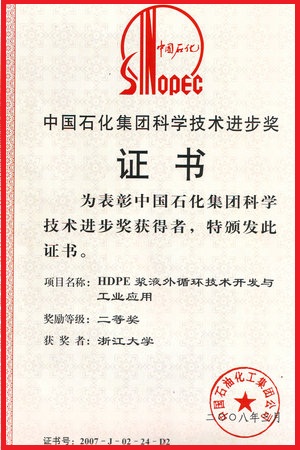 中国石化
SINOPEC
中国石化集团科学技术进步奖
证书
为表彰中国石化集团科学
技术进步奖获得者，特颁发此
证书。
项目名称：HDPE 浆液外循环技术开发与
工业应用
奖励等级：二等奖
获奖者：浙江大学
中国石油化工集团公司
二〇〇八年三月
证书号：2007-J-02-24-D2